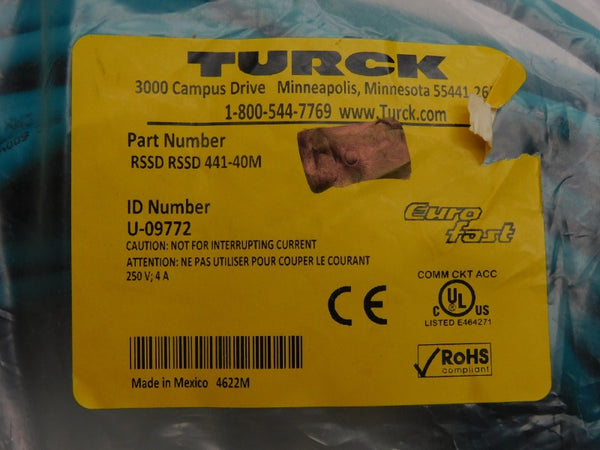 TURCK
3000 Campus Drive Minneapolis, Minnesota 55441
1-800-544-7769 www.Turck.com
Part Number
RSSD RSSD 441-40M
ID Number
U-09772
CAUTION: NOT FOR INTERRUPTING CURRENT
ATTENTION: NE PAS UTILISER POUR COUPER LE COURANT
250 V; 4 A
Euro
fast
CE
COMM CKT ACC
C UL US
LISTED E464271
RoHS
compliant
Made in Mexico 4622M